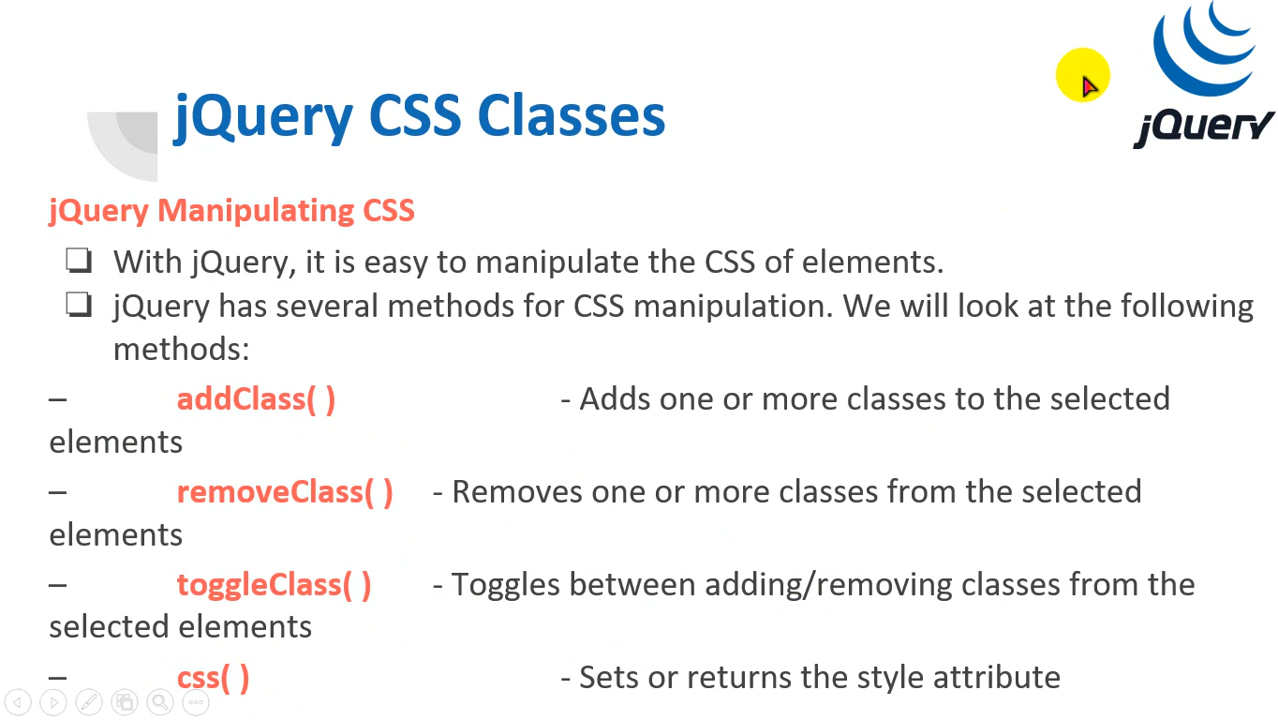 jQuery
jQuery CSS Classes
jQuery Manipulating CSS
❏ With jQuery, it is easy to manipulate the CSS of elements.
❏ jQuery has several methods for CSS manipulation. We will look at the following
methods:
– addClass( ) - Adds one or more classes to the selected
elements
– removeClass( ) - Removes one or more classes from the selected
elements
– toggleClass( ) - Toggles between adding/removing classes from the
selected elements
– css( ) - Sets or returns the style attribute